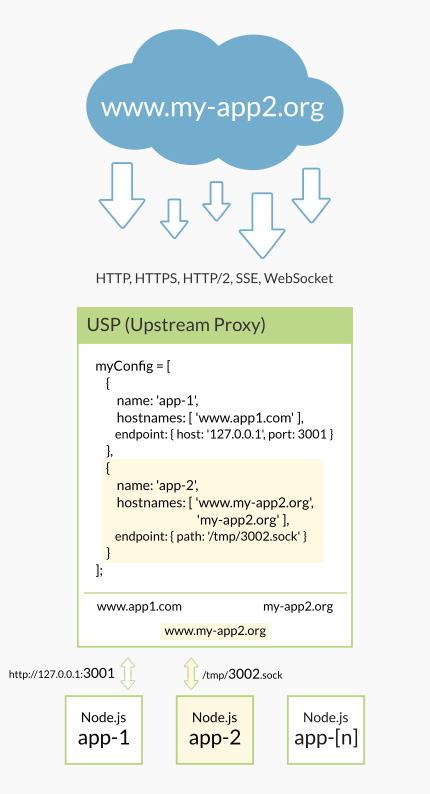 www.my-app2.org
HTTP, HTTPS, HTTP/2, SSE, WebSocket
USP (Upstream Proxy)
myConfig = [
{
name: 'app-1',
hostnames: [ 'www.app1.com' ],
endpoint: { host: '127.0.0.1', port: 3001 }
},
{
name: 'app-2',
hostnames: [ 'www.my-app2.org',
'my-app2.org' ],
endpoint: { path: '/tmp/3002.sock' }
}
];
www.app1.com my-app2.org
www.my-app2.org
http://127.0.0.1:3001 /tmp/3002.sock
Node.js Node.js Node.js
app-1 app-2 app-[n]